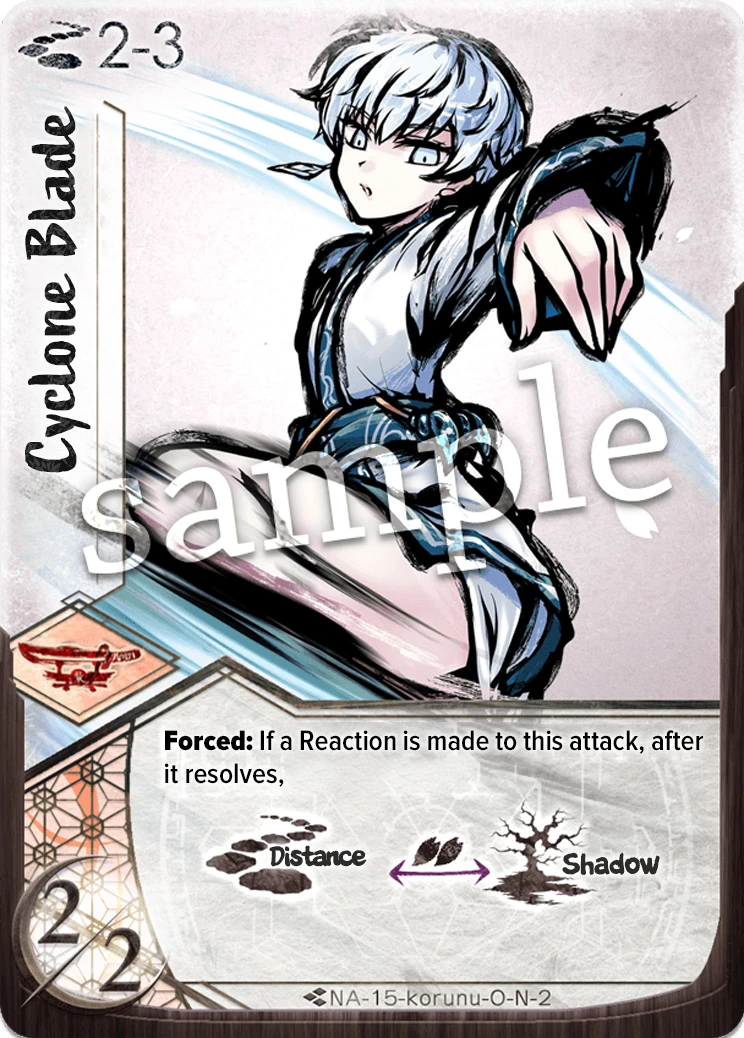 2-3
Cyclone Blade
sample
Forced: If a Reaction is made to this attack, after
it resolves,
Distance
Shadow
2/2
NA-15-korunu-O-N-2